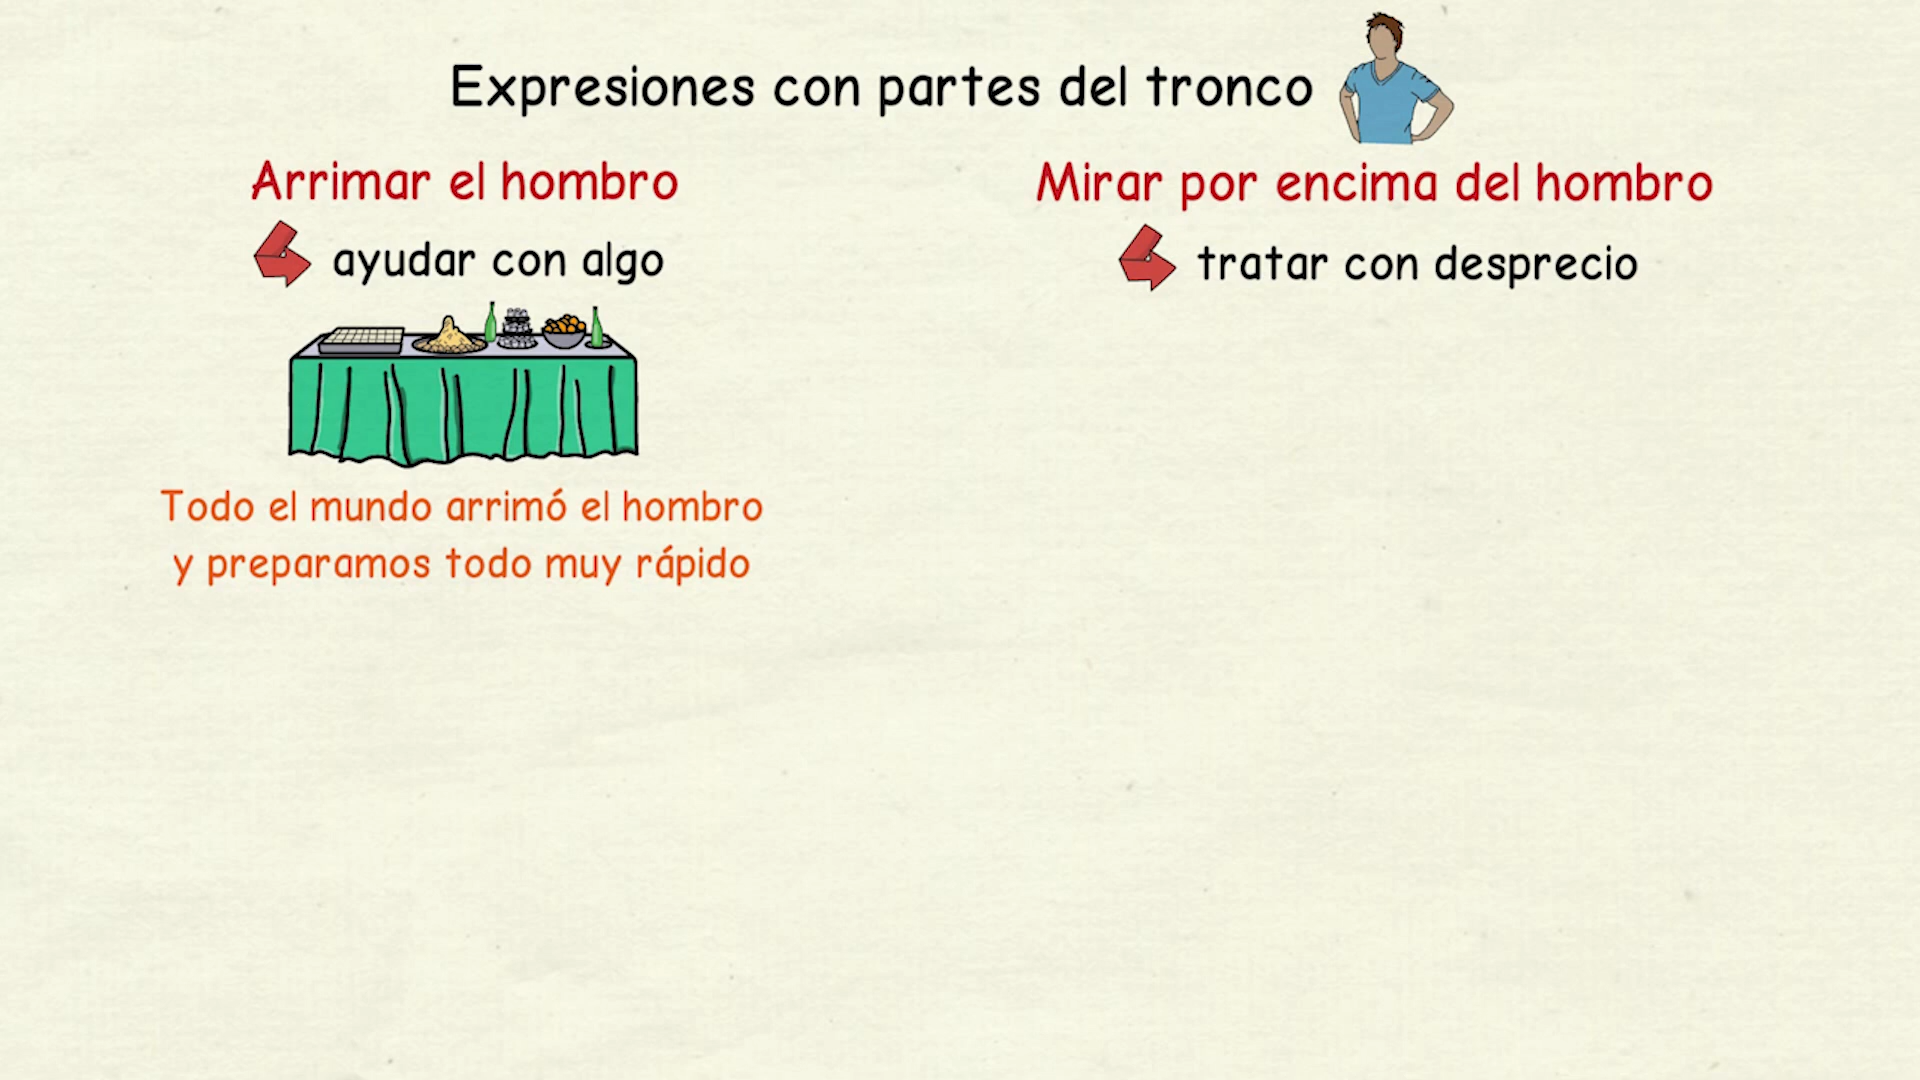 Expresiones con partes del tronco
Arrimar el hombro
ayudar con algo
Todo el mundo arrimó el hombro
y preparamos todo muy rápido
Mirar por encima del hombro
tratar con desprecio